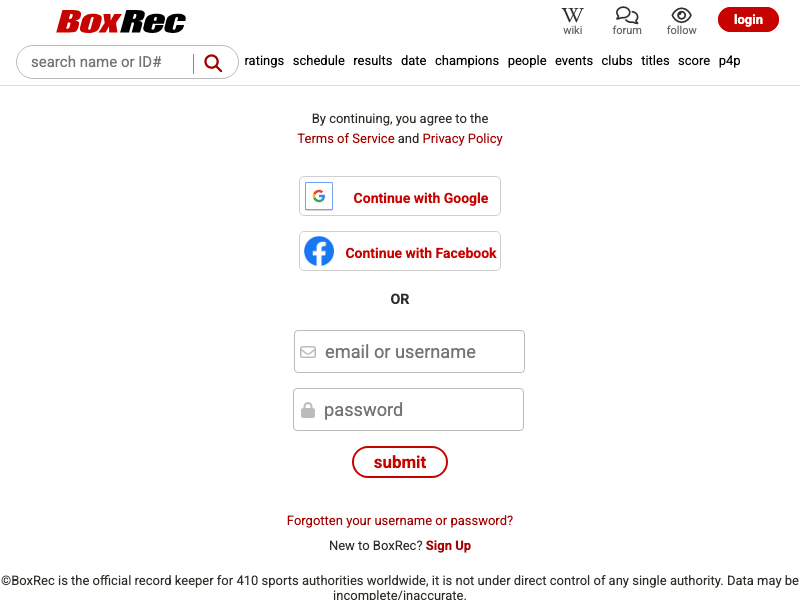 BoxRec
wiki
forum
follow
login
search name or ID#
ratings schedule results date champions people events clubs titles score p4p
By continuing, you agree to the
Terms of Service and Privacy Policy
Continue with Google
Continue with Facebook
OR
email or username
password
submit
Forgotten your username or password?
New to BoxRec? Sign Up
©BoxRec is the official record keeper for 410 sports authorities worldwide, it is not under direct control of any single authority. Data may be
incomplete/inaccurate.